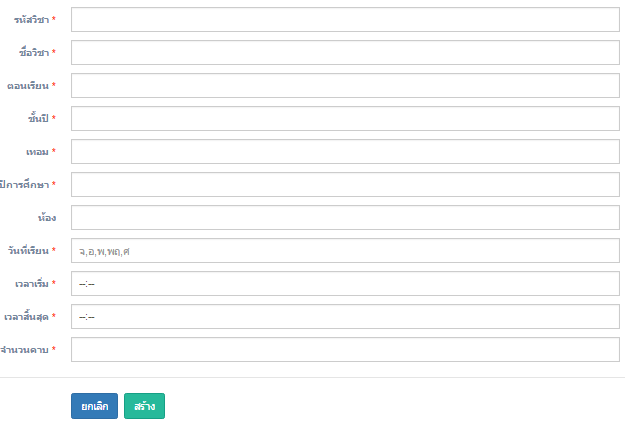 รหัสวิชา *
ชื่อวิชา *
ตอนเรียน *
ชั้นปี *
เทอม *
ปีการศึกษา *
ห้อง
วันที่เรียน * จ,อ,พ,พฤ,ศ
เวลาเริ่ม * --:--
เวลาสิ้นสุด * --:--
จำนวนคาบ *
ยกเลิก สร้าง